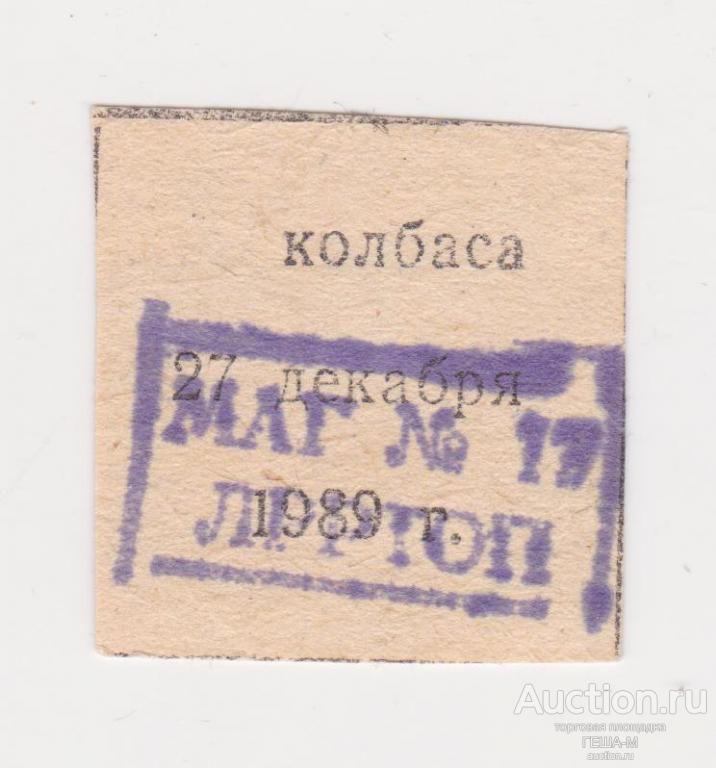 колбаса
27 декабря
МАГ № 17
1989 г.
Auction.ru
торговая площадка
ГЕША-М
auction.ru